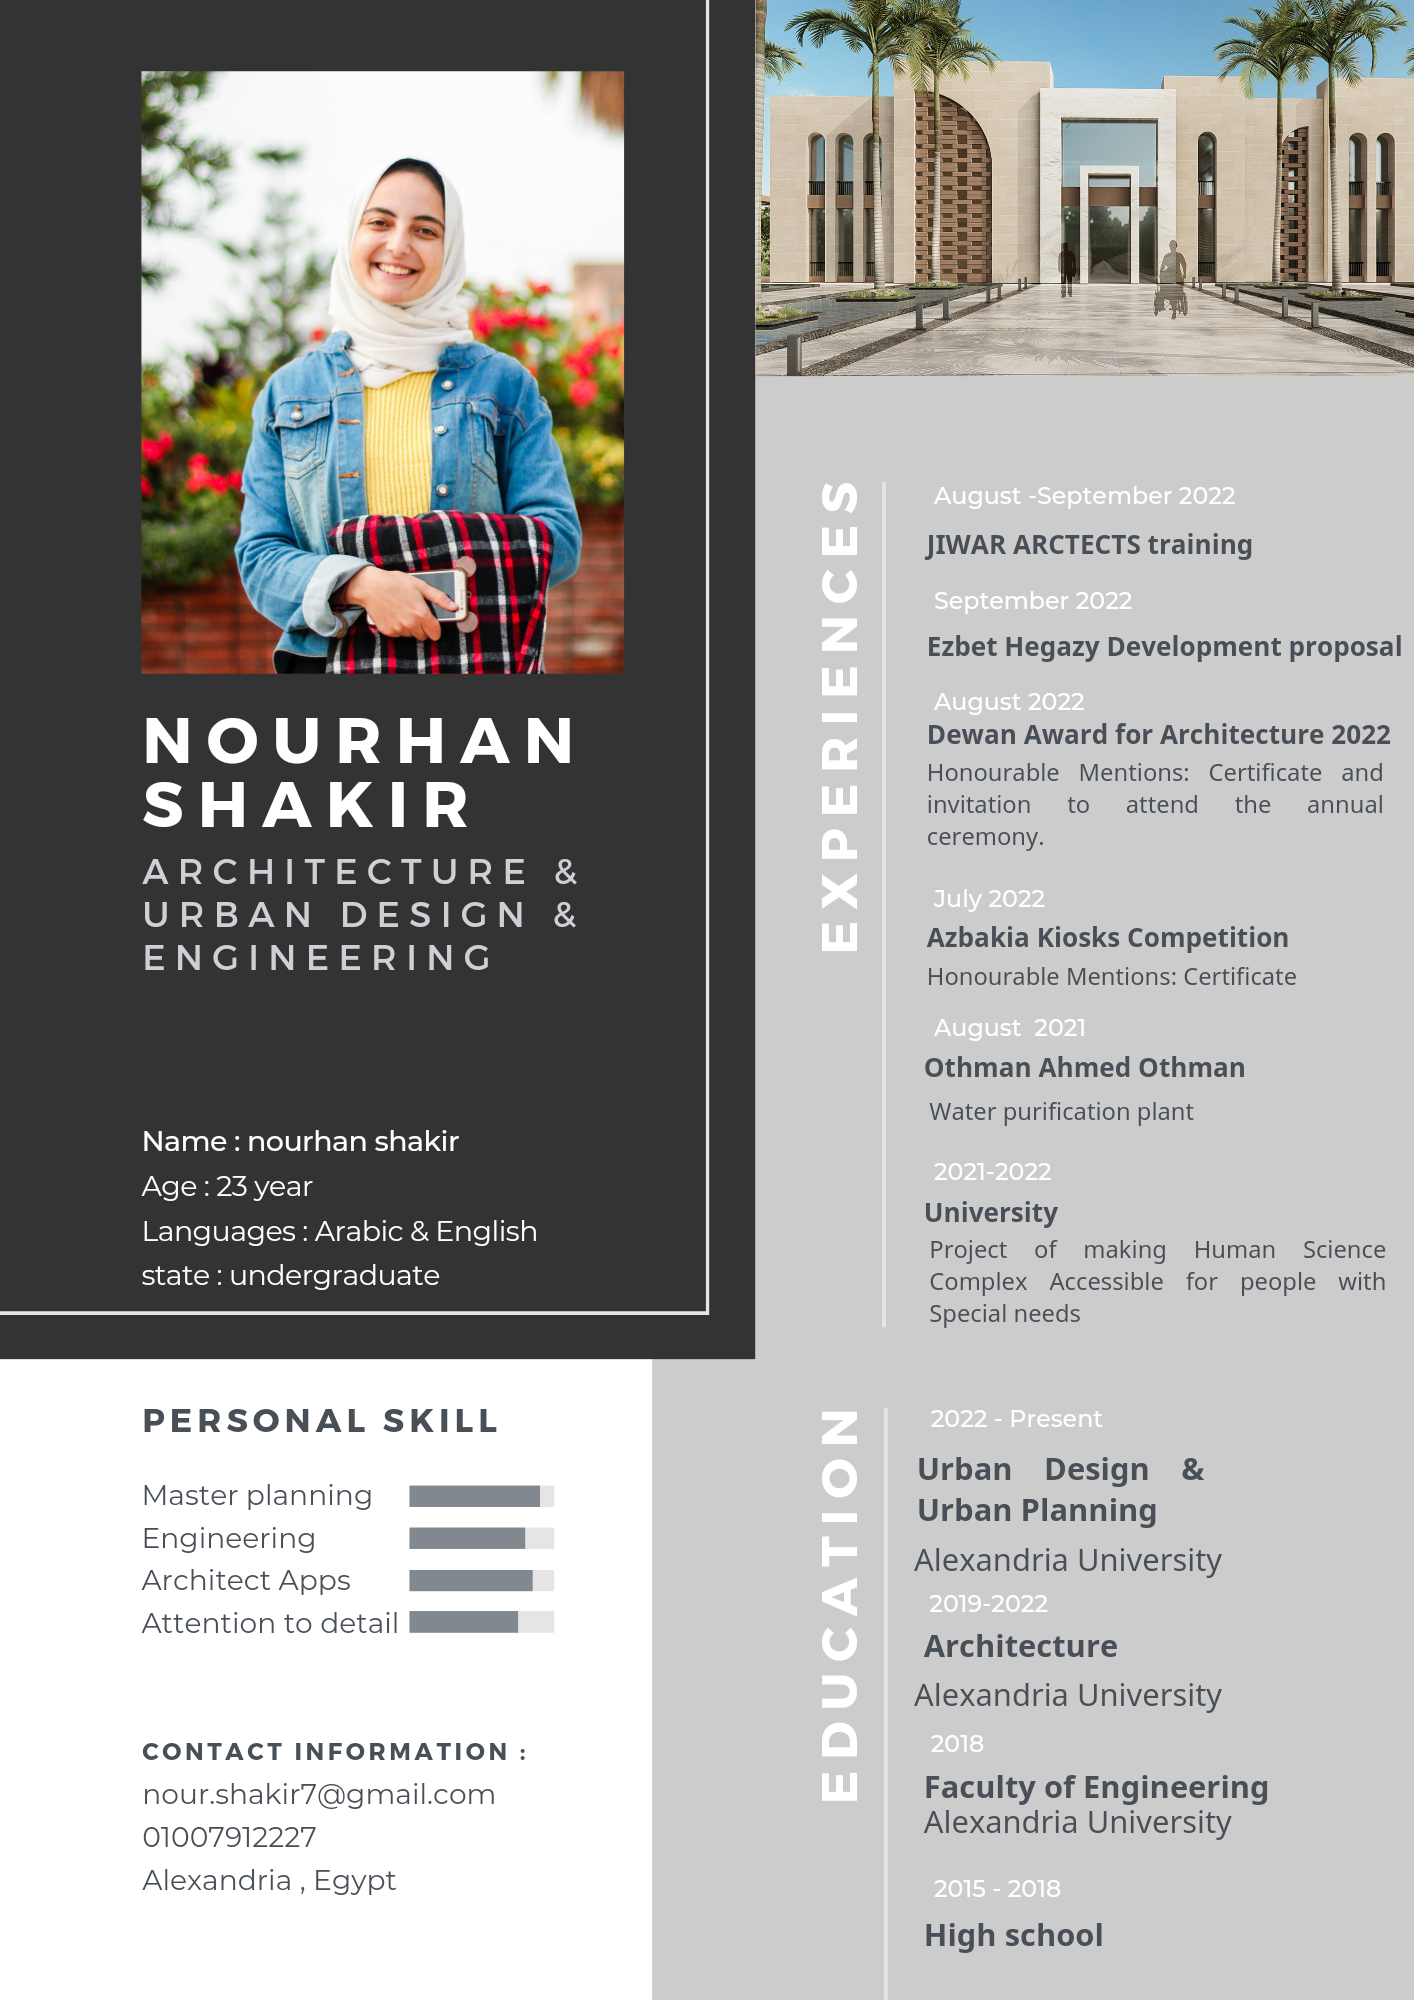 NOURHAN
SHAKIR
ARCHITECTURE &
URBAN DESIGN &
ENGINEERING
Name : nourhan shakir
Age : 23 year
Languages : Arabic & English
state : undergraduate
PERSONAL SKILL
Master planning
Engineering
Architect Apps
Attention to detail
CONTACT INFORMATION :
nour.shakir7@gmail.com
01007912227
Alexandria , Egypt
EXPERIENCES
August -September 2022
JIWAR ARCTECTS training
September 2022
Ezbet Hegazy Development proposal
August 2022
Dewan Award for Architecture 2022
Honourable Mentions: Certificate and
invitation to attend the annual
ceremony.
July 2022
Azbakia Kiosks Competition
Honourable Mentions: Certificate
August 2021
Othman Ahmed Othman
Water purification plant
2021-2022
University
Project of making Human Science
Complex Accessible for people with
Special needs
EDUCATION
2022 - Present
Urban Design &
Urban Planning
Alexandria University
2019-2022
Architecture
Alexandria University
2018
Faculty of Engineering
Alexandria University
2015 - 2018
High school